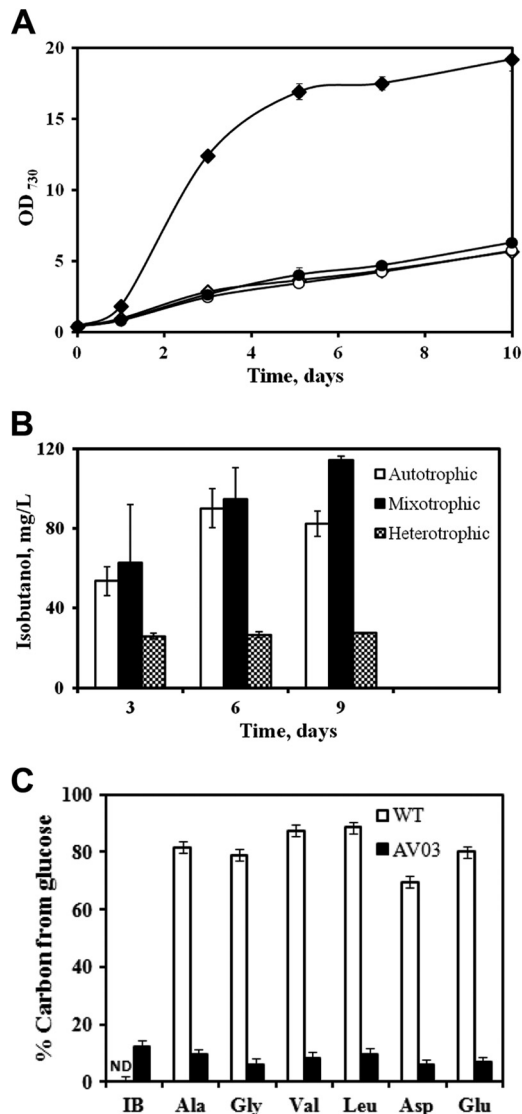 A
20
15
10
5
0
OD 730
0 2 4 6 8 10
Time, days
B
120
80
40
0
Isobutanol, mg/L
Autotrophic
Mixotrophic
Heterotrophic
3 6 9
Time, days
C
100
80
60
40
20
0
% Carbon from glucose
WT
AV03
ND
IB Ala Gly Val Leu Asp Glu